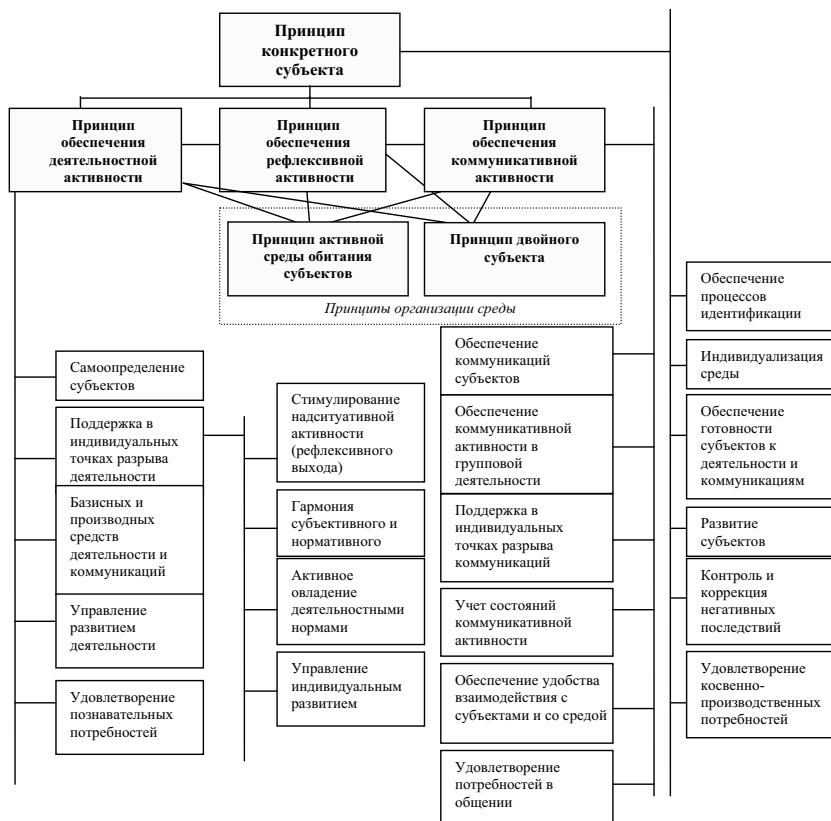 Принцип
конкретного
субъекта
Принцип
обеспечения
деятельностной
активности
Принцип
обеспечения
рефлексивной
активности
Принцип
обеспечения
коммуникативной
активности
Принцип активной
среды обитания
субъектов
Принцип двойного
субъекта
Принципы организации среды
Самоопределение
субъектов
Поддержка в
индивидуальных
точках разрыва
деятельности
Базисных и
производных
средств
деятельности и
коммуникаций
Управление
развитием
деятельности
Удовлетворение
познавательных
потребностей
Стимулирование
надситуативной
активности
(рефлексивного
выхода)
Гармония
субъективного и
нормативного
Активное
овладение
деятельностными
нормами
Управление
индивидуальным
развитием
Обеспечение
коммуникаций
субъектов
Обеспечение
коммуникативной
активности в
групповой
деятельности
Поддержка в
индивидуальных
точках разрыва
коммуникаций
Учет состояний
коммуникативной
активности
Обеспечение удобства
взаимодействия с
субъектами и со средой
Удовлетворение
потребностей в
общении
Обеспечение
процессов
идентификации
Индивидуализация
среды
Обеспечение
готовности
субъектов к
деятельности и
коммуникациям
Развитие
субъектов
Контроль и
коррекция
негативных
последствий
Удовлетворение
косвенно-
производственных
потребностей